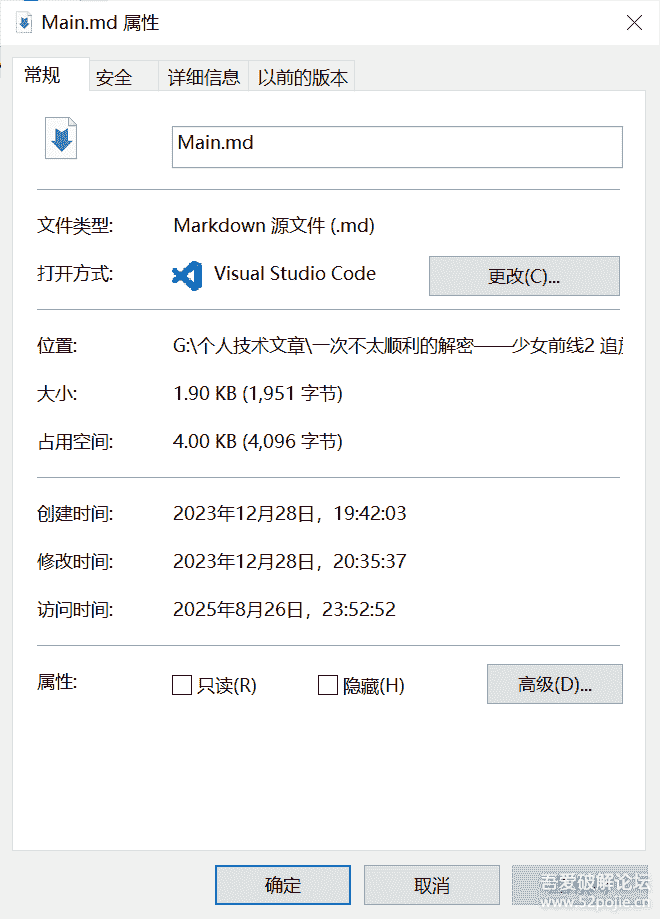 Main.md 属性
常规 安全 详细信息 以前的版本
Main.md
文件类型: Markdown 源文件 (.md)
打开方式: Visual Studio Code 更改(C)...
位置: G:\个人技术文章\一次不太顺利的解密——少女前线2 追
大小: 1.90 KB (1,951 字节)
占用空间: 4.00 KB (4,096 字节)
创建时间: 2023年12月28日，19:42:03
修改时间: 2023年12月28日，20:35:37
访问时间: 2025年8月26日，23:52:52
属性: 只读(R) 隐藏(H) 高级(D)...
确定 取消
吾爱破解论坛
www.52pojie.cn